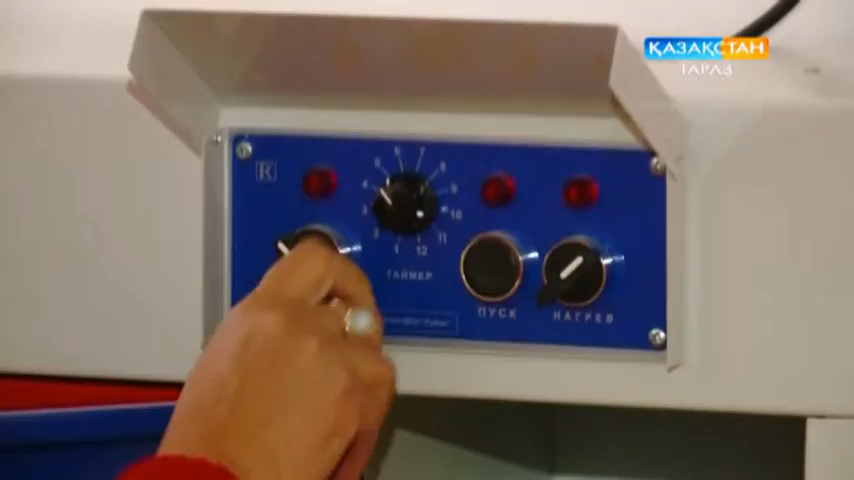 ҚАЗАҚСТАН
ТАРАЗ
R
1 2 3 4 5 6 7 8 9 10 11 12
ТАЙМЕР
ПУСК
НАГРЕВ